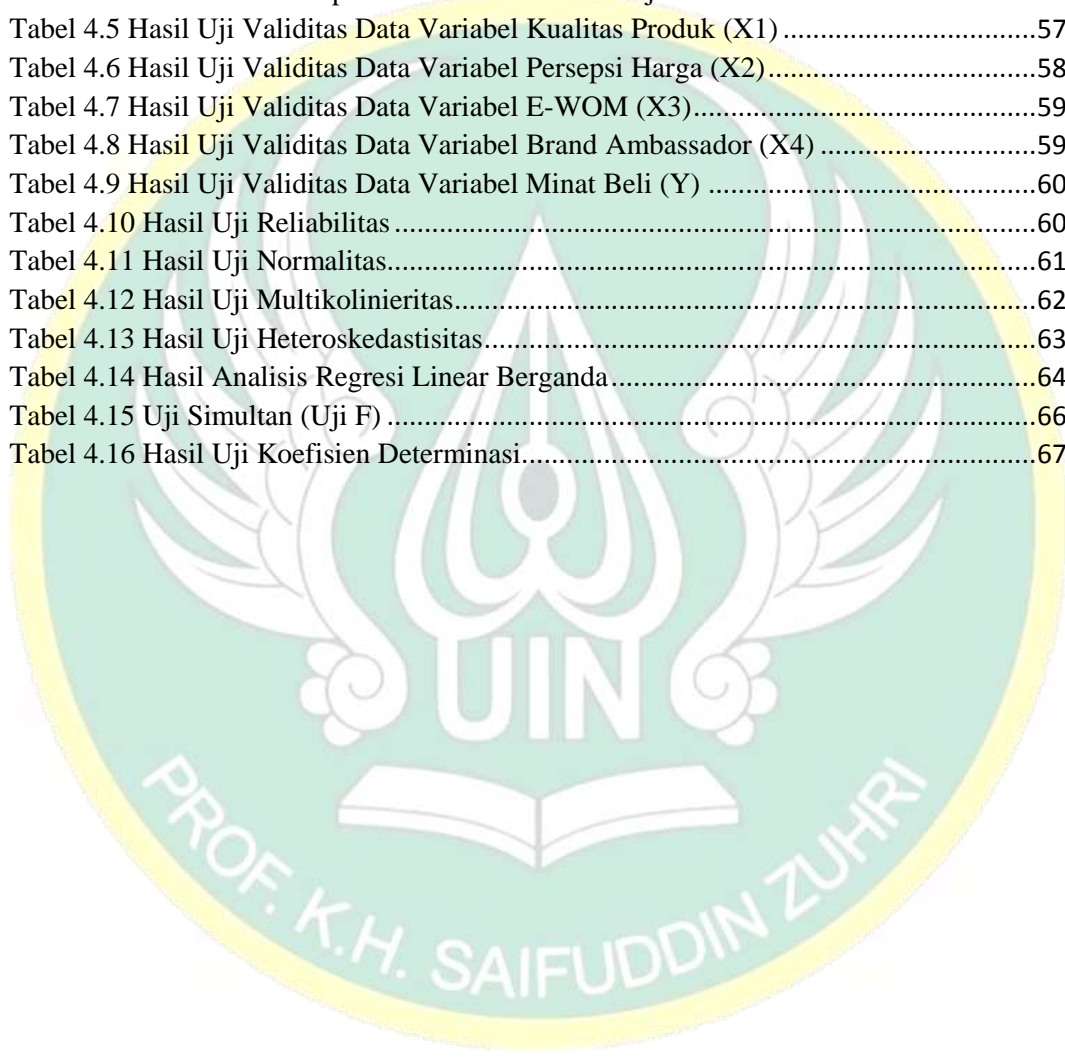 Tabel 4.5 Hasil Uji Validitas Data Variabel Kualitas Produk (X1) ......................................57
Tabel 4.6 Hasil Uji Validitas Data Variabel Persepsi Harga (X2)........................................58
Tabel 4.7 Hasil Uji Validitas Data Variabel E-WOM (X3)...................................................59
Tabel 4.8 Hasil Uji Validitas Data Variabel Brand Ambassador (X4) ................................59
Tabel 4.9 Hasil Uji Validitas Data Variabel Minat Beli (Y) .................................................60
Tabel 4.10 Hasil Uji Reliabilitas ................................................................................................60
Tabel 4.11 Hasil Uji Normalitas.................................................................................................61
Tabel 4.12 Hasil Uji Multikolinieritas.......................................................................................62
Tabel 4.13 Hasil Uji Heteroskedastisitas..................................................................................63
Tabel 4.14 Hasil Analisis Regresi Linear Berganda................................................................64
Tabel 4.15 Uji Simultan (Uji F) .................................................................................................66
Tabel 4.16 Hasil Uji Koefisien Determinasi.............................................................................67
UIN
PROF. K.H. SAIFUDDIN ZUHRI